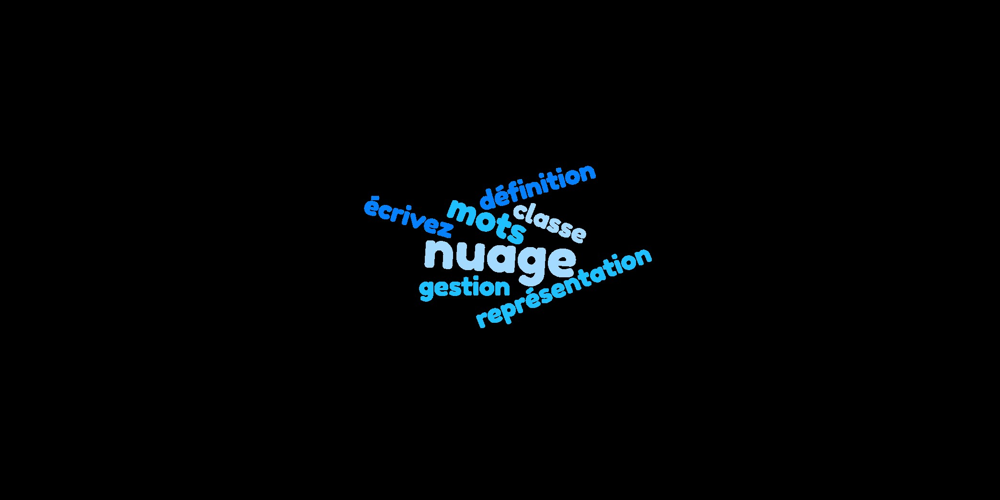 définition
écrivez
mots
classe
nuage
gestion
représentation